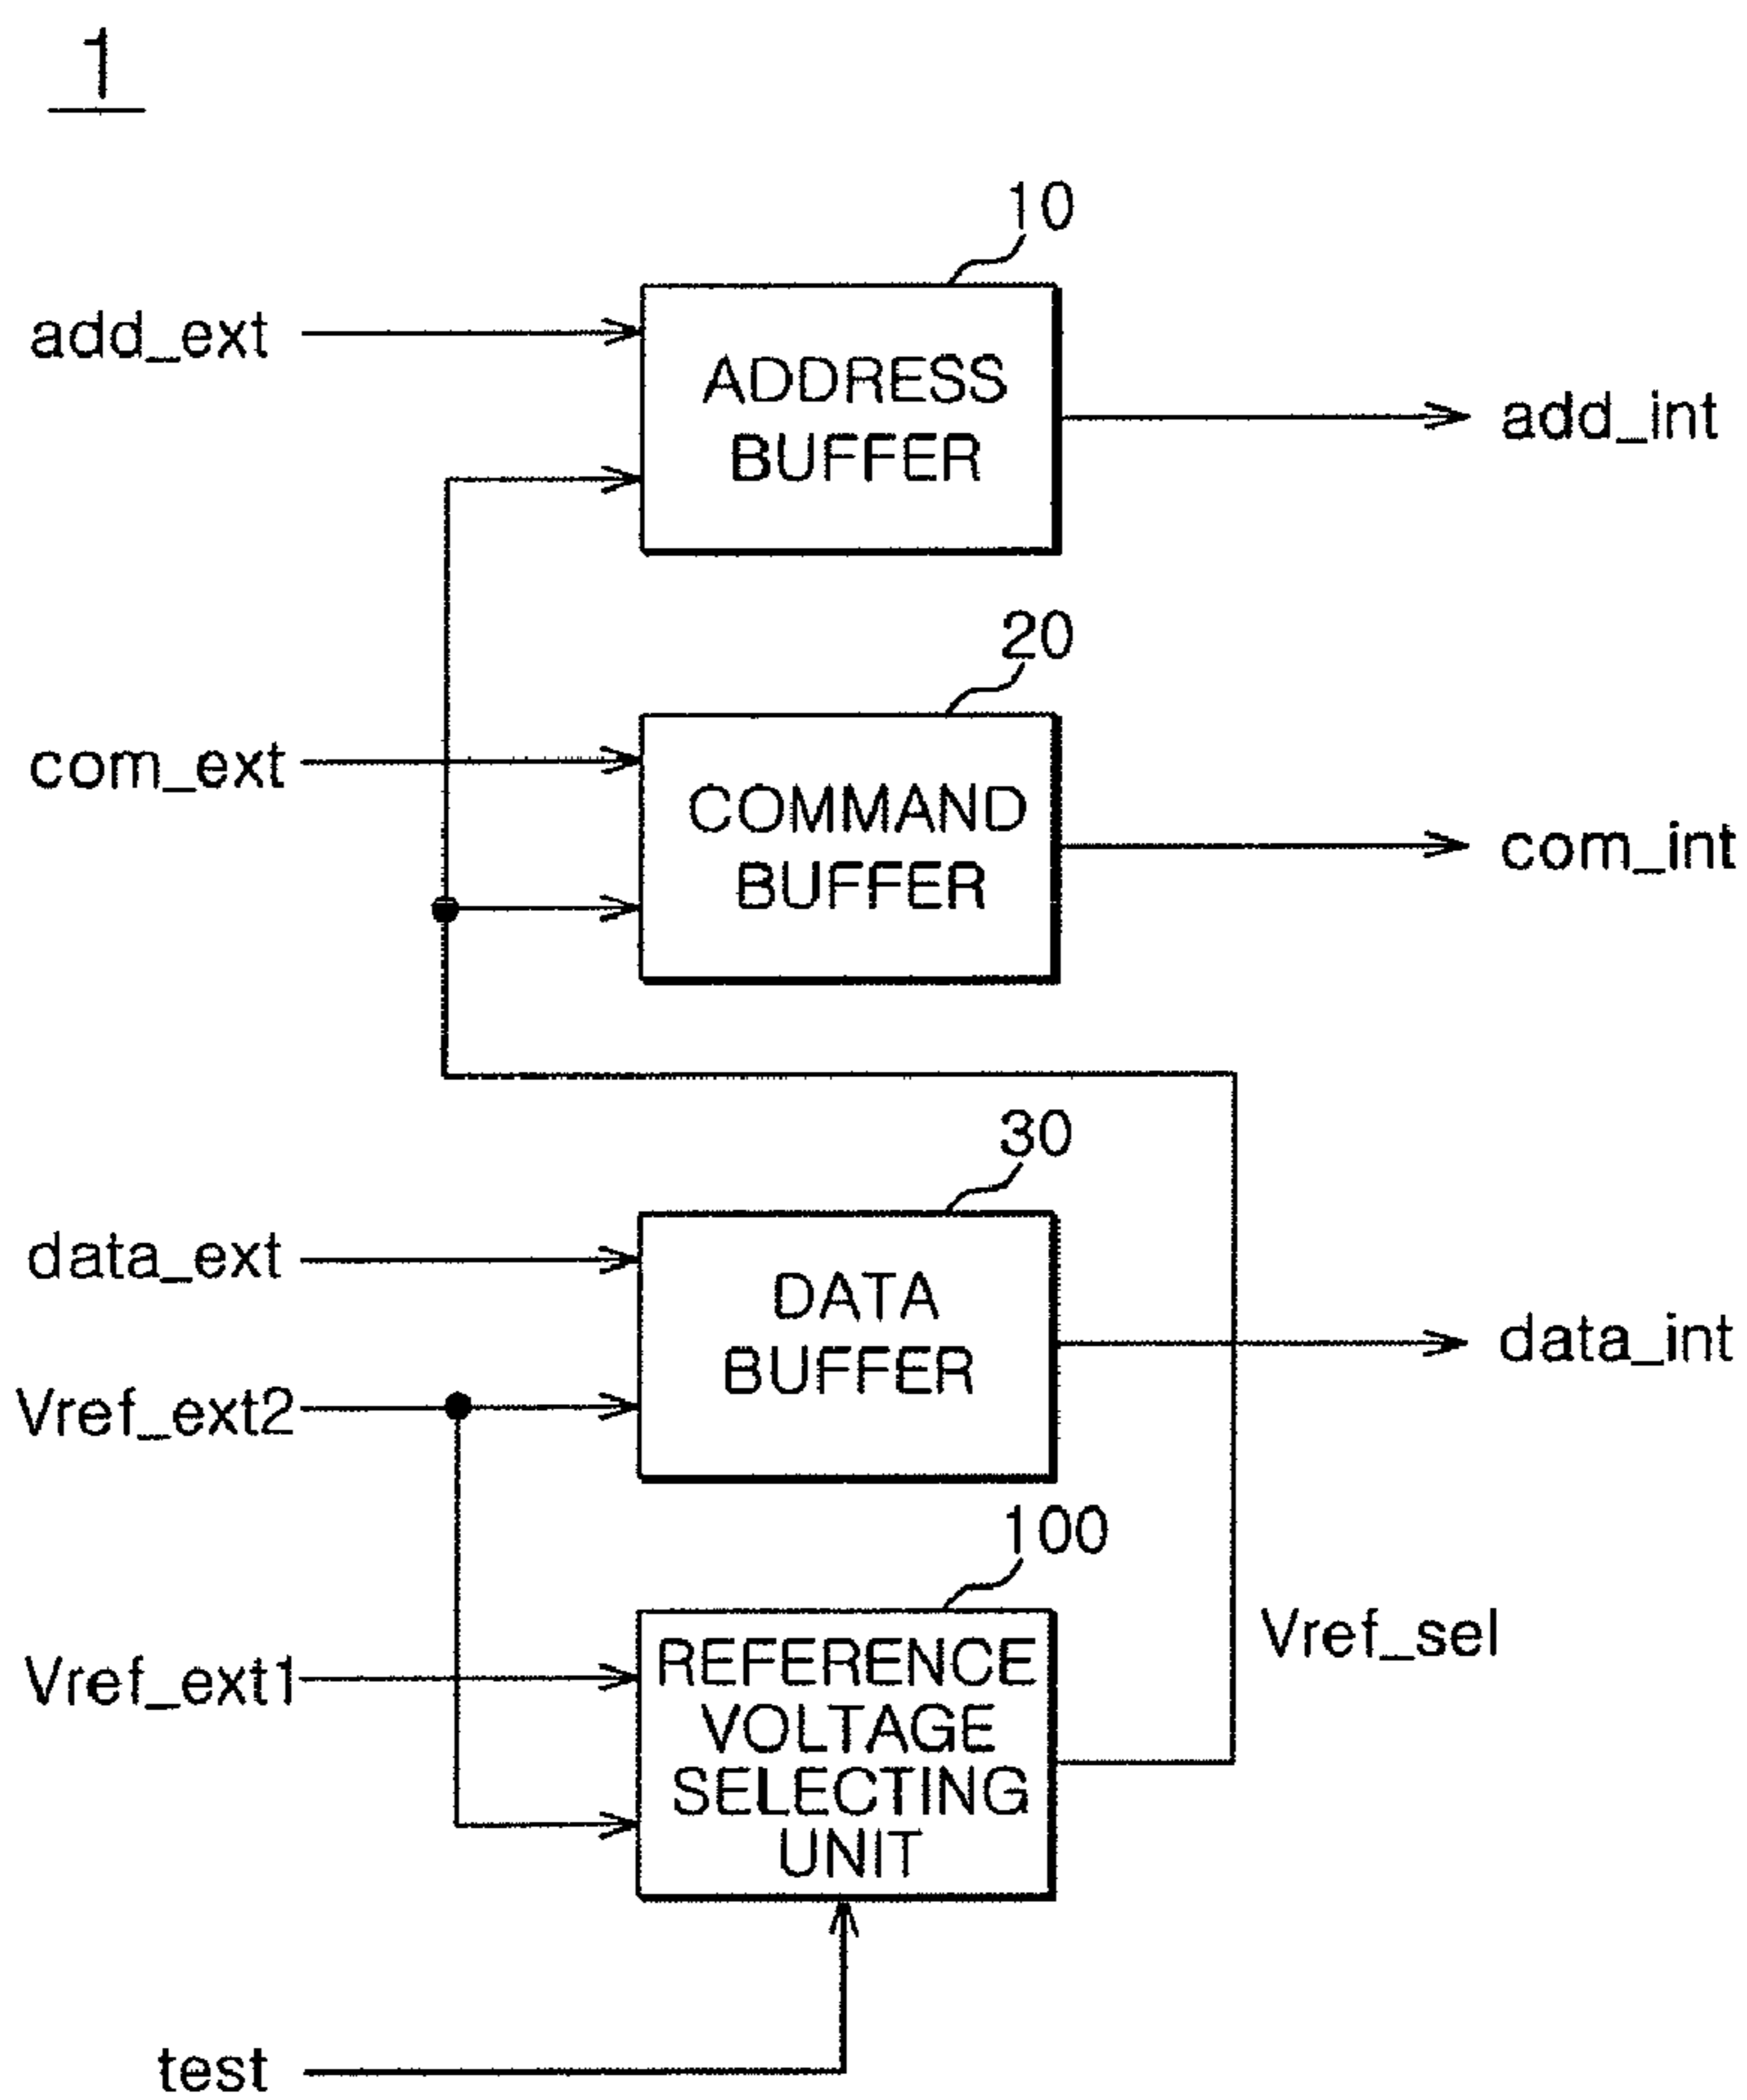 1
10
add_ext
ADDRESS
BUFFER
add_int
20
com_ext
COMMAND
BUFFER
com_int
30
data_ext
DATA
BUFFER
data_int
Vref_ext2
100
Vref_ext1
REFERENCE
VOLTAGE
SELECTING
UNIT
Vref_sel
test